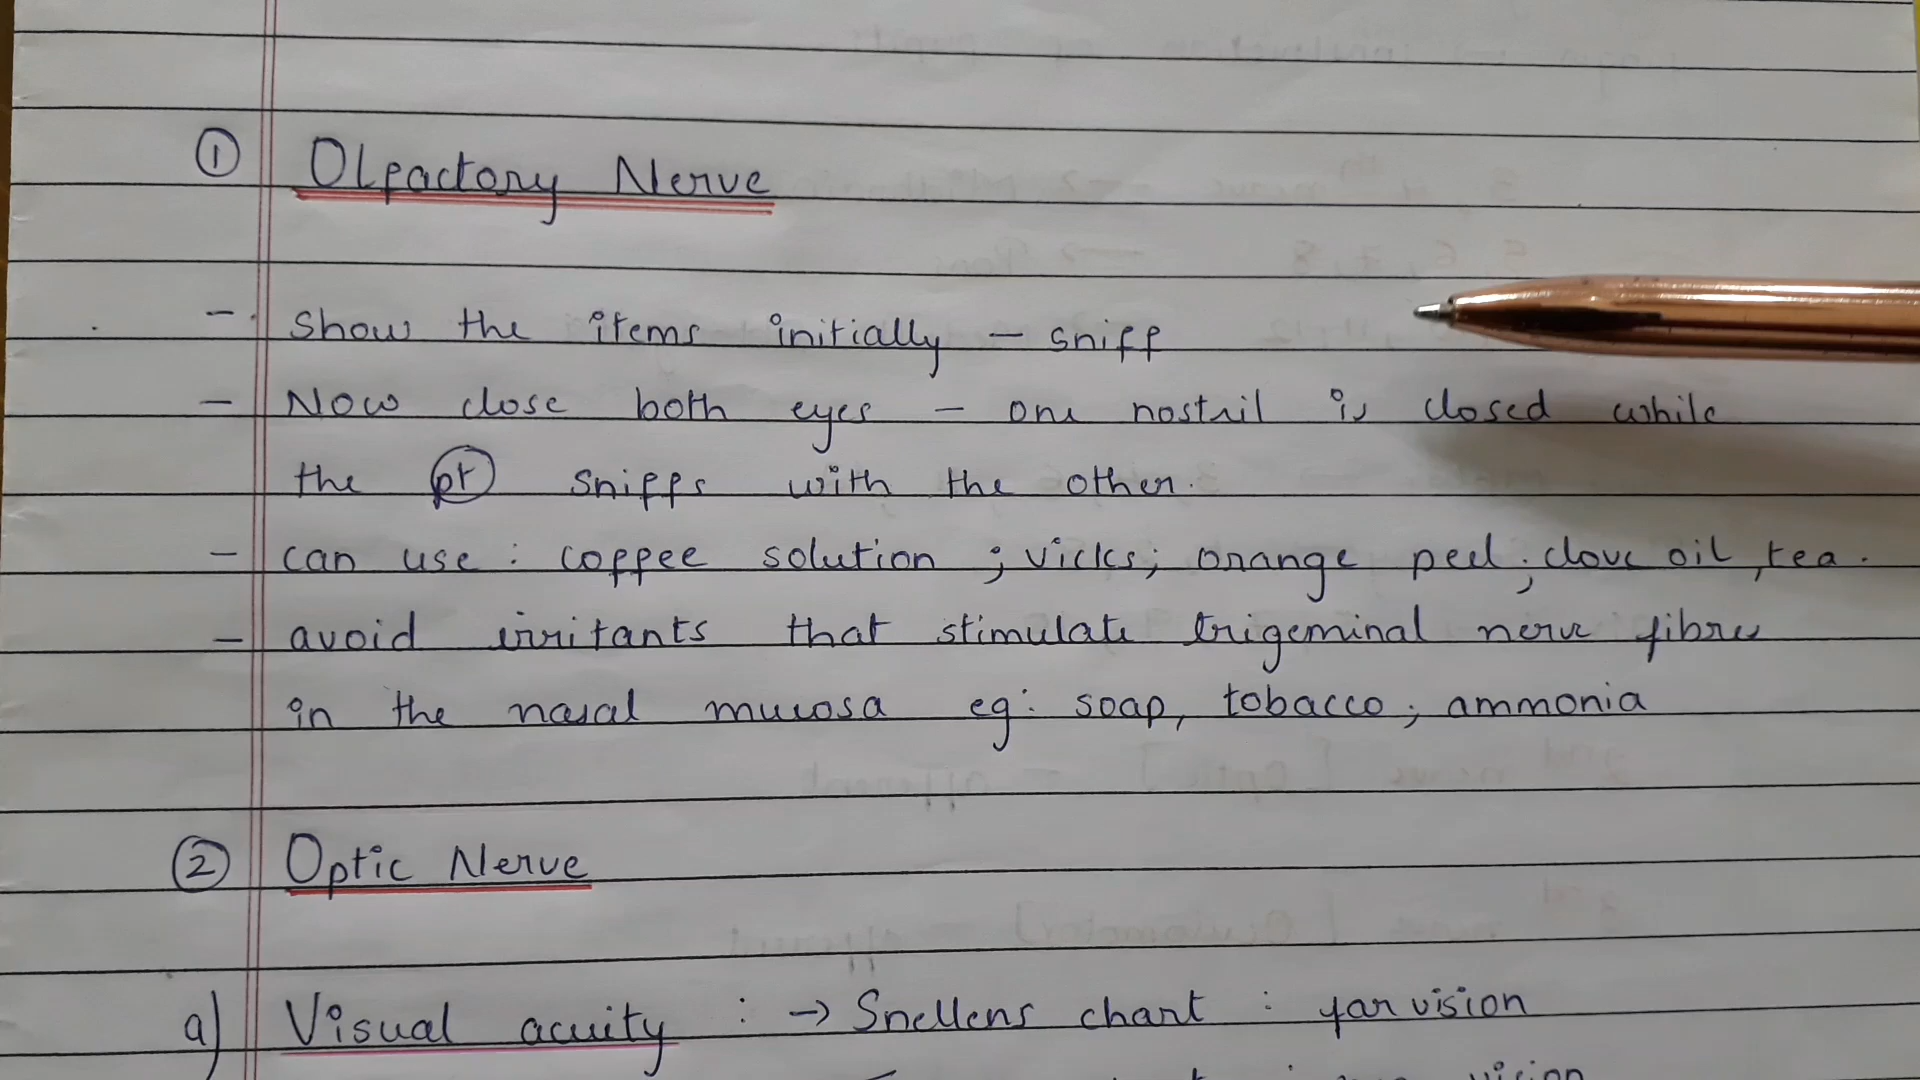 ① Olfactory Nerve
- show the items initially - sniff
- Now close both eyes - one nostril is closed while
the pt sniffs with the other.
- can use : coffee solution ; vicks; orange peel ; clove oil, tea.
- avoid irritants that stimulate trigeminal nerve fibres
in the nasal mucosa eg: soap, tobacco; ammonia
② Optic Nerve
a) Visual acuity : → Snellens chart : far vision
vision